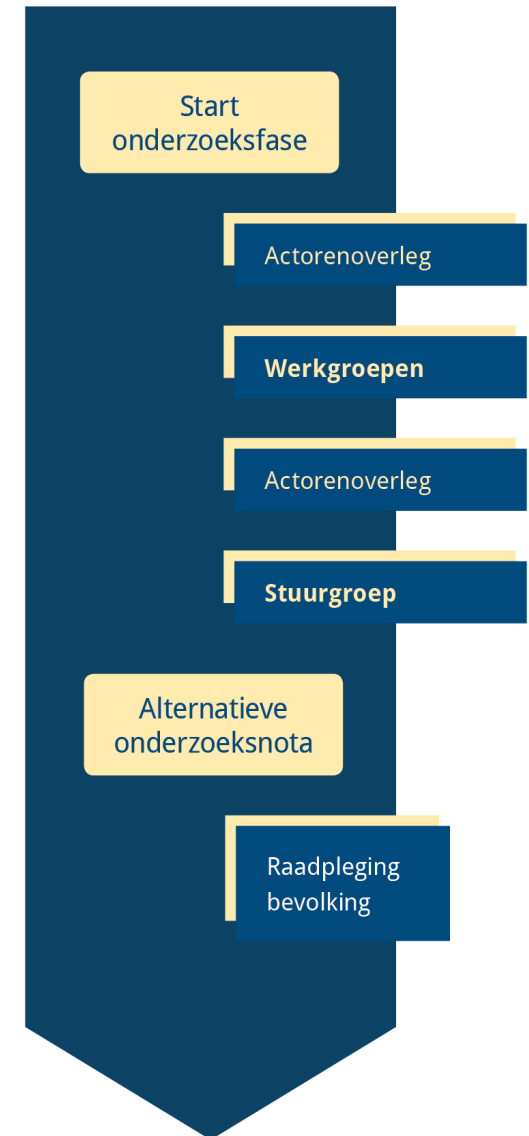 Start
onderzoeksfase
Actorenoverleg
Werkgroepen
Actorenoverleg
Stuurgroep
Alternatieve
onderzoeksnota
Raadpleging
bevolking